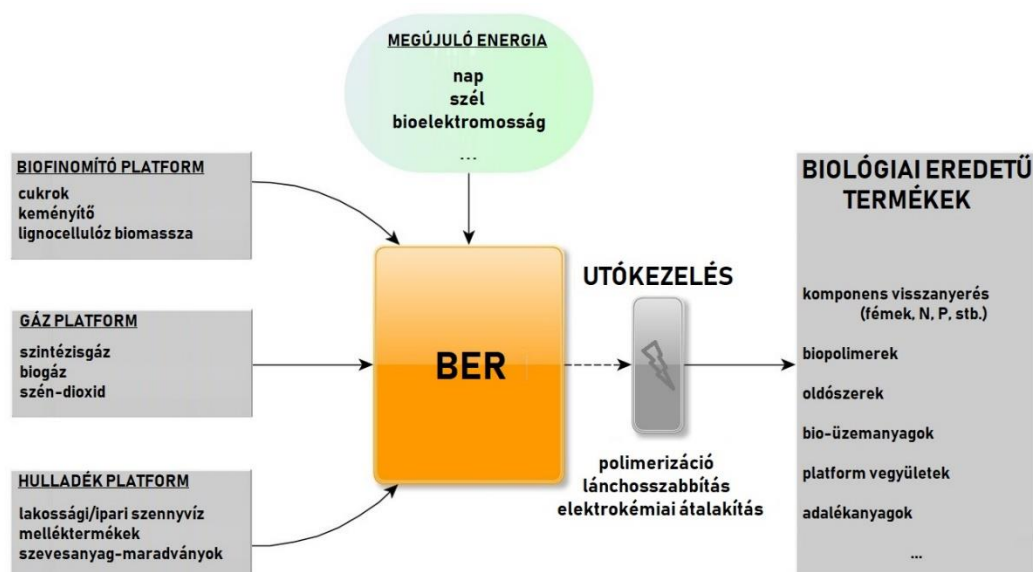 MEGÚJULÓ ENERGIA
nap
szél
bioelektromosság
...
BIOFINOMÍTÓ PLATFORM
cukrok
keményítő
lignocellulóz biomassza
GÁZ PLATFORM
szintézisgáz
biogáz
szén-dioxid
HULLADÉK PLATFORM
lakossági/ipari szennyvíz
melléktermékek
szevesanyag-maradványok
BER
UTÓKEZELÉS
polimerizáció
lánchosszabbítás
elektrokémiai átalakítás
BIOLÓGIAI EREDETŰ
TERMÉKEK
komponens visszanyerés
(fémek, N, P, stb.)
biopolimerek
oldószerek
bio-üzemanyagok
platform vegyületek
adalékanyagok
...